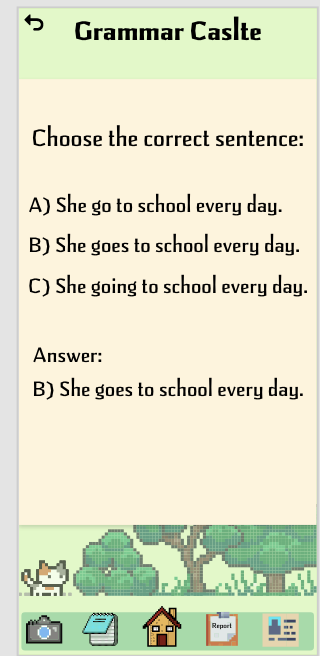 Grammar Caslte
Choose the correct sentence:
A) She go to school every day.
B) She goes to school every day.
C) She going to school every day.
Answer:
B) She goes to school every day.
Report